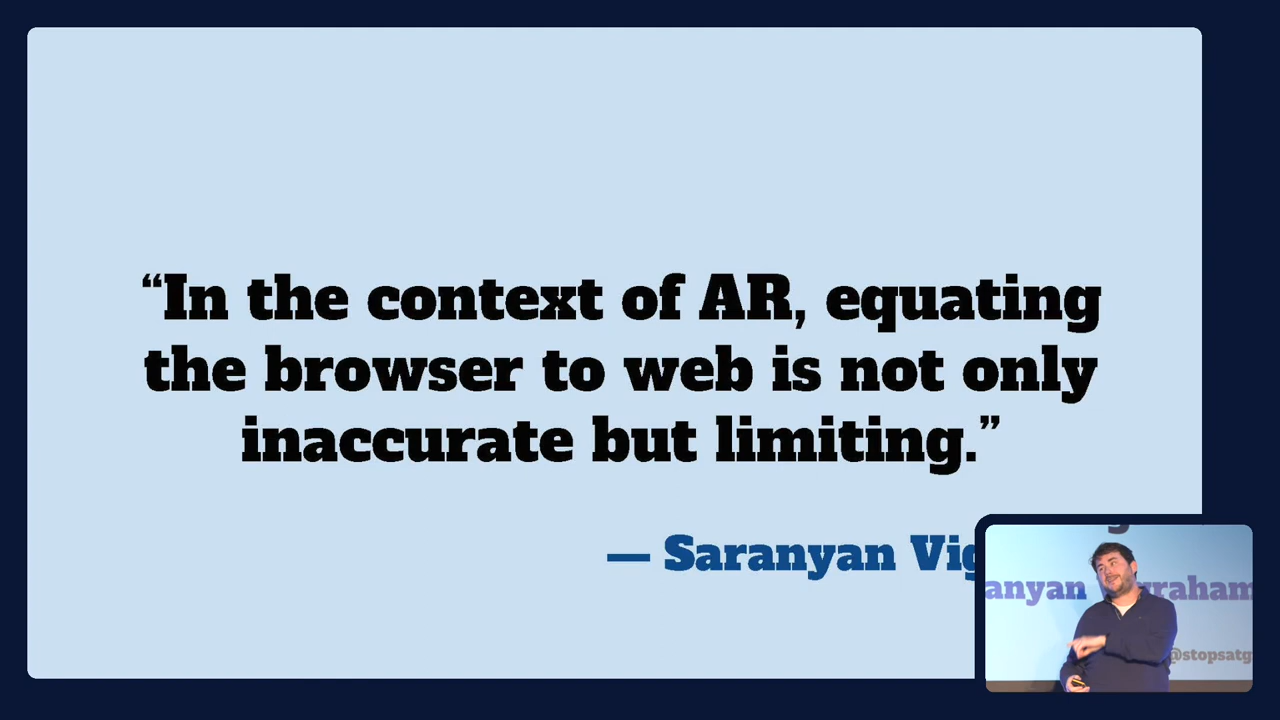 “In the context of AR, equating
the browser to web is not only
inaccurate but limiting.”
— Saranyan
anyan
@stopsatg